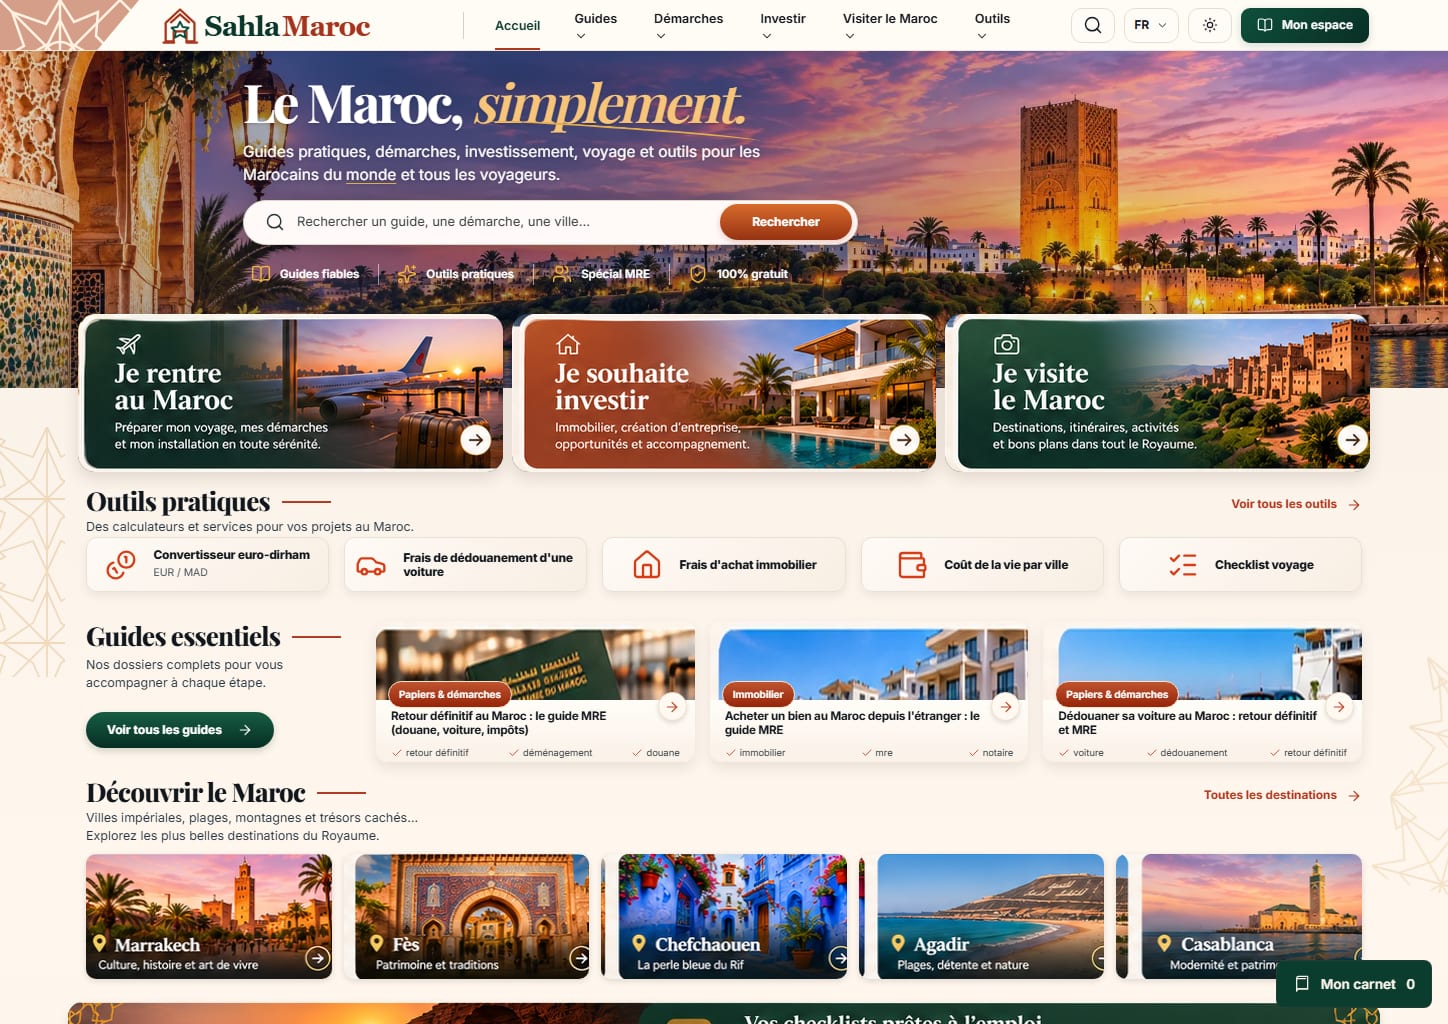 Sahla Maroc
Accueil
Guides
Démarches
Investir
Visiter le Maroc
Outils
FR
Mon espace
Le Maroc, simplement.
Guides pratiques, démarches, investissement, voyage et outils pour les
Marocains du monde et tous les voyageurs.
Rechercher un guide, une démarche, une ville...
Rechercher
Guides fiables
Outils pratiques
Spécial MRE
100% gratuit
Je rentre
au Maroc
Préparer mon voyage, mes démarches
et mon installation en toute sérénité.
Je souhaite
investir
Immobilier, création d'entreprise,
opportunités et accompagnement.
Je visite
le Maroc
Destinations, itinéraires, activités
et bons plans dans tout le Royaume.
Outils pratiques
Voir tous les outils
Des calculateurs et services pour vos projets au Maroc.
Convertisseur euro-dirham
EUR / MAD
Frais de dédouanement d'une
voiture
Frais d'achat immobilier
Coût de la vie par ville
Checklist voyage
Guides essentiels
Nos dossiers complets pour vous
accompagner à chaque étape.
Voir tous les guides
Papiers & démarches
Retour définitif au Maroc : le guide MRE
(douane, voiture, impôts)
retour définitif
déménagement
douane
Immobilier
Acheter un bien au Maroc depuis l'étranger : le
guide MRE
immobilier
mre
notaire
Papiers & démarches
Dédouaner sa voiture au Maroc : retour définitif
et MRE
voiture
dédouanement
retour définitif
Découvrir le Maroc
Toutes les destinations
Villes impériales, plages, montagnes et trésors cachés...
Explorez les plus belles destinations du Royaume.
Marrakech
Culture, histoire et art de vivre
Fès
Patrimoine et traditions
Chefchaouen
La perle bleue du Rif
Agadir
Plages, détente et nature
Casablanca
Modernité et patrim
Mon carnet 0
Vos checklists prêtes à l'emploi